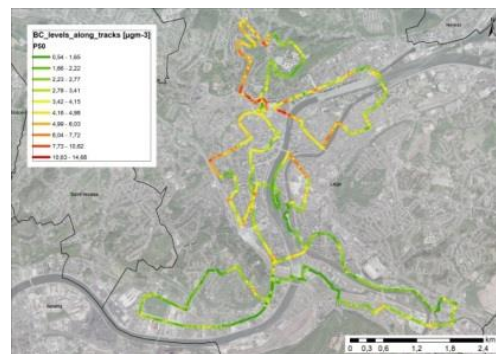 BC_levels_along_tracks [µgm-3]
P50
0,54 - 1,65
1,66 - 2,22
2,23 - 2,77
2,78 - 3,41
3,42 - 4,15
4,16 - 4,98
4,99 - 6,03
6,04 - 7,72
7,73 - 10,62
10,63 - 14,68
0 0,3 0,6 1,2 1,8 2,4